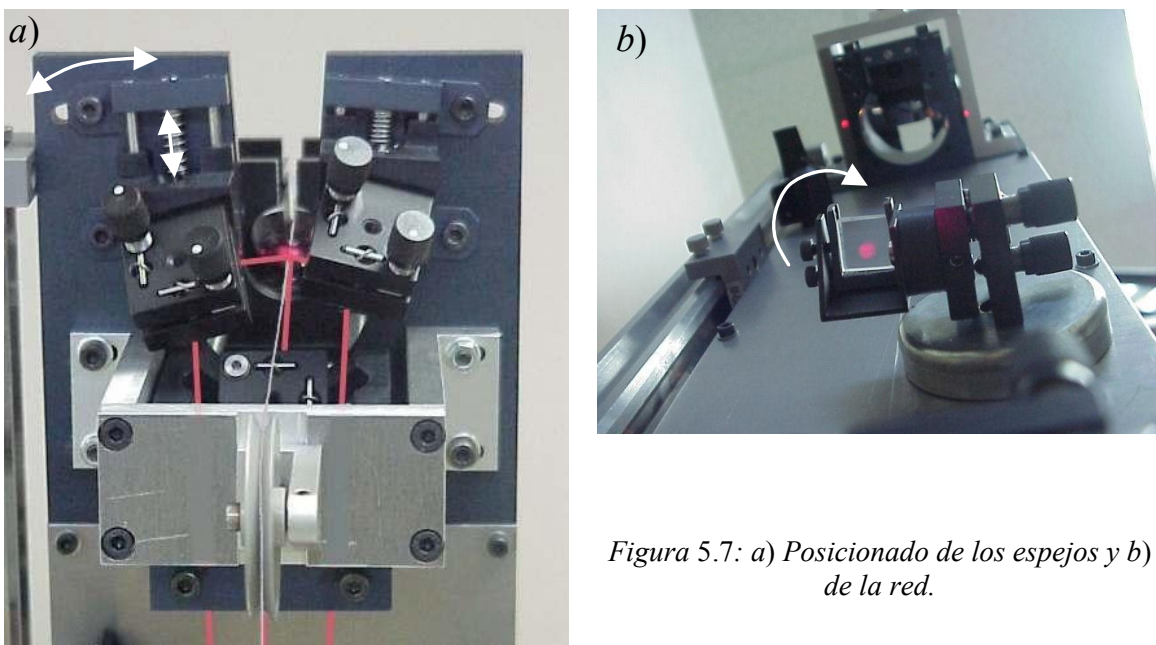 a)
b)
Figura 5.7: a) Posicionado de los espejos y b)
de la red.